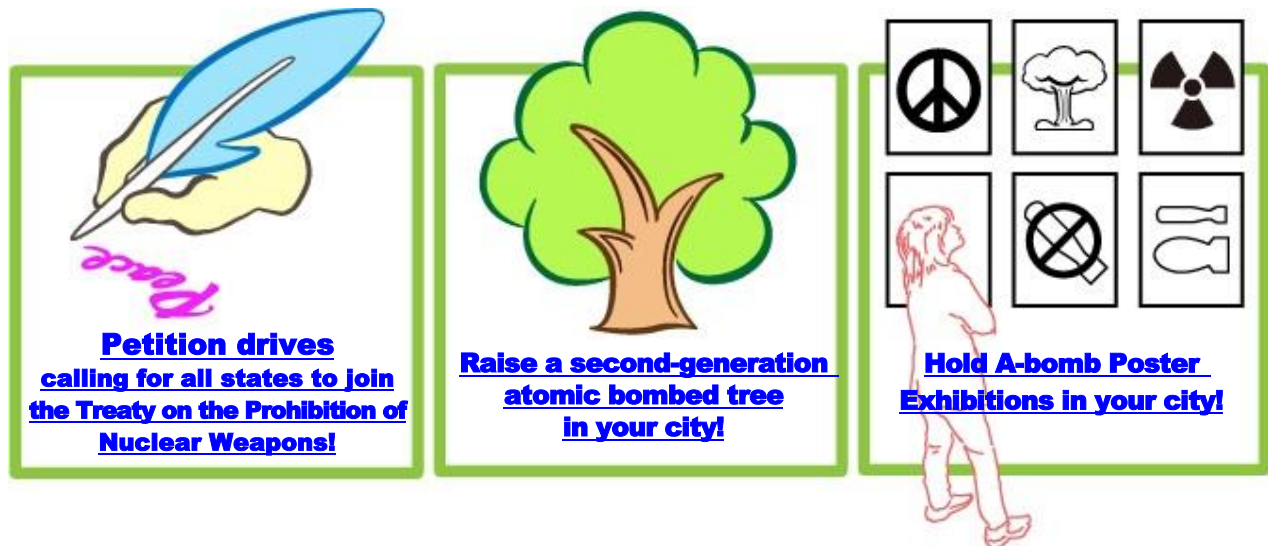 Peace
Petition drives
calling for all states to join
the Treaty on the Prohibition of
Nuclear Weapons!
Raise a second-generation
atomic bombed tree
in your city!
Hold A-bomb Poster
Exhibitions in your city!